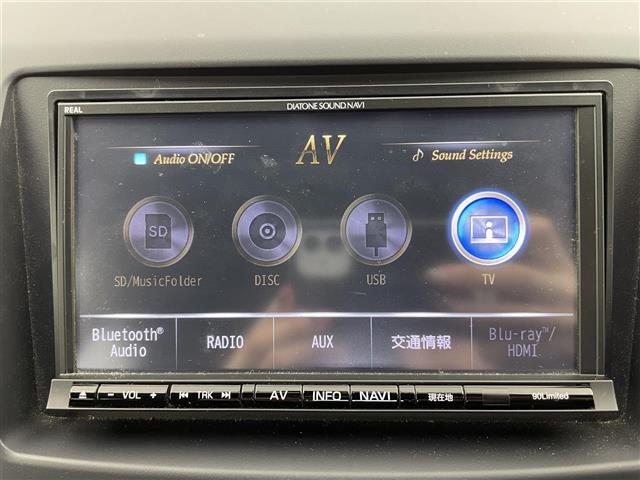 DIATONE SOUND.NAVI
REAL
Audio ON/OFF
AV
Sound Settings
SD
SD/MusicFolder
DISC
USB
TV
Bluetooth® Audio
RADIO
AUX
交通情報
Blu-ray™/HDMI
− VOL +
TRK
AV
INFO
NAVI
現在地
90Limited